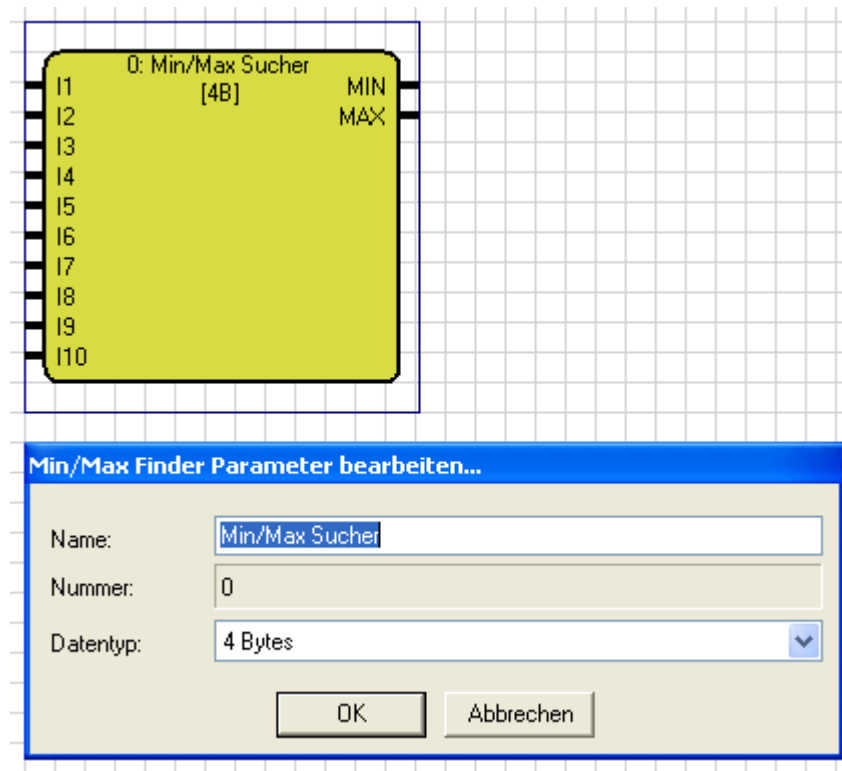 0: Min/Max Sucher
I1 MIN
[4B]
I2 MAX
I3
I4
I5
I6
I7
I8
I9
I10
Min/Max Finder Parameter bearbeiten...
Name: Min/Max Sucher
Nummer: 0
Datentyp: 4 Bytes
OK Abbrechen